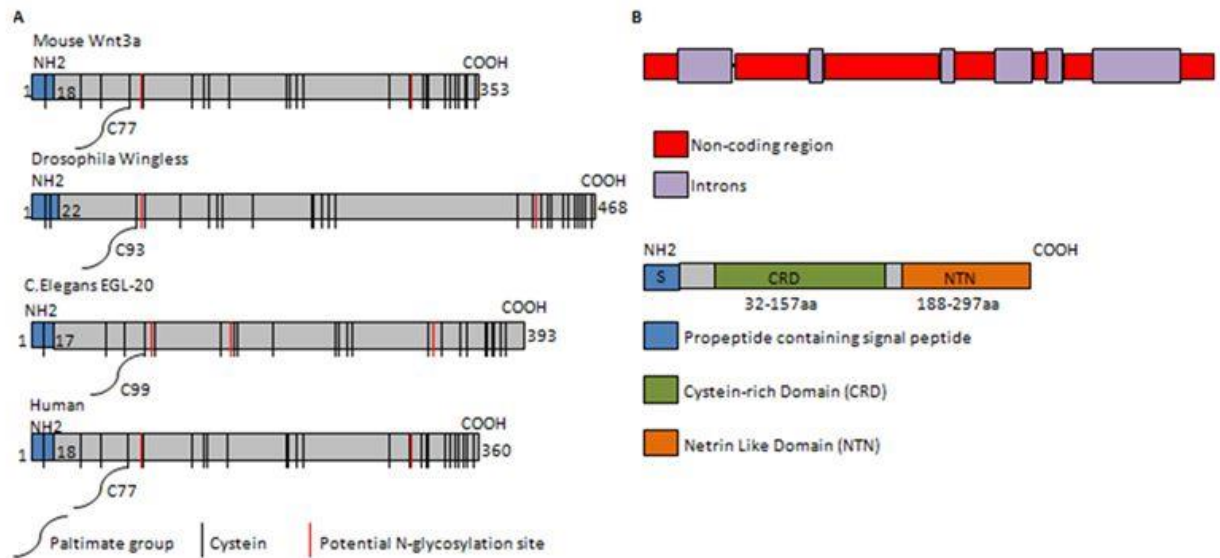 A
Mouse Wnt3a
NH2
COOH
1 18 353
C77
Drosophila Wingless
NH2
COOH
1 22 468
C93
C.Elegans EGL-20
NH2
COOH
1 17 393
C99
Human
NH2
COOH
1 18 360
C77
Paltimate group
Cystein
Potential N-glycosylation site
B
Non-coding region
Introns
NH2
COOH
S CRD NTN
32-157aa 188-297aa
Propeptide containing signal peptide
Cystein-rich Domain (CRD)
Netrin Like Domain (NTN)